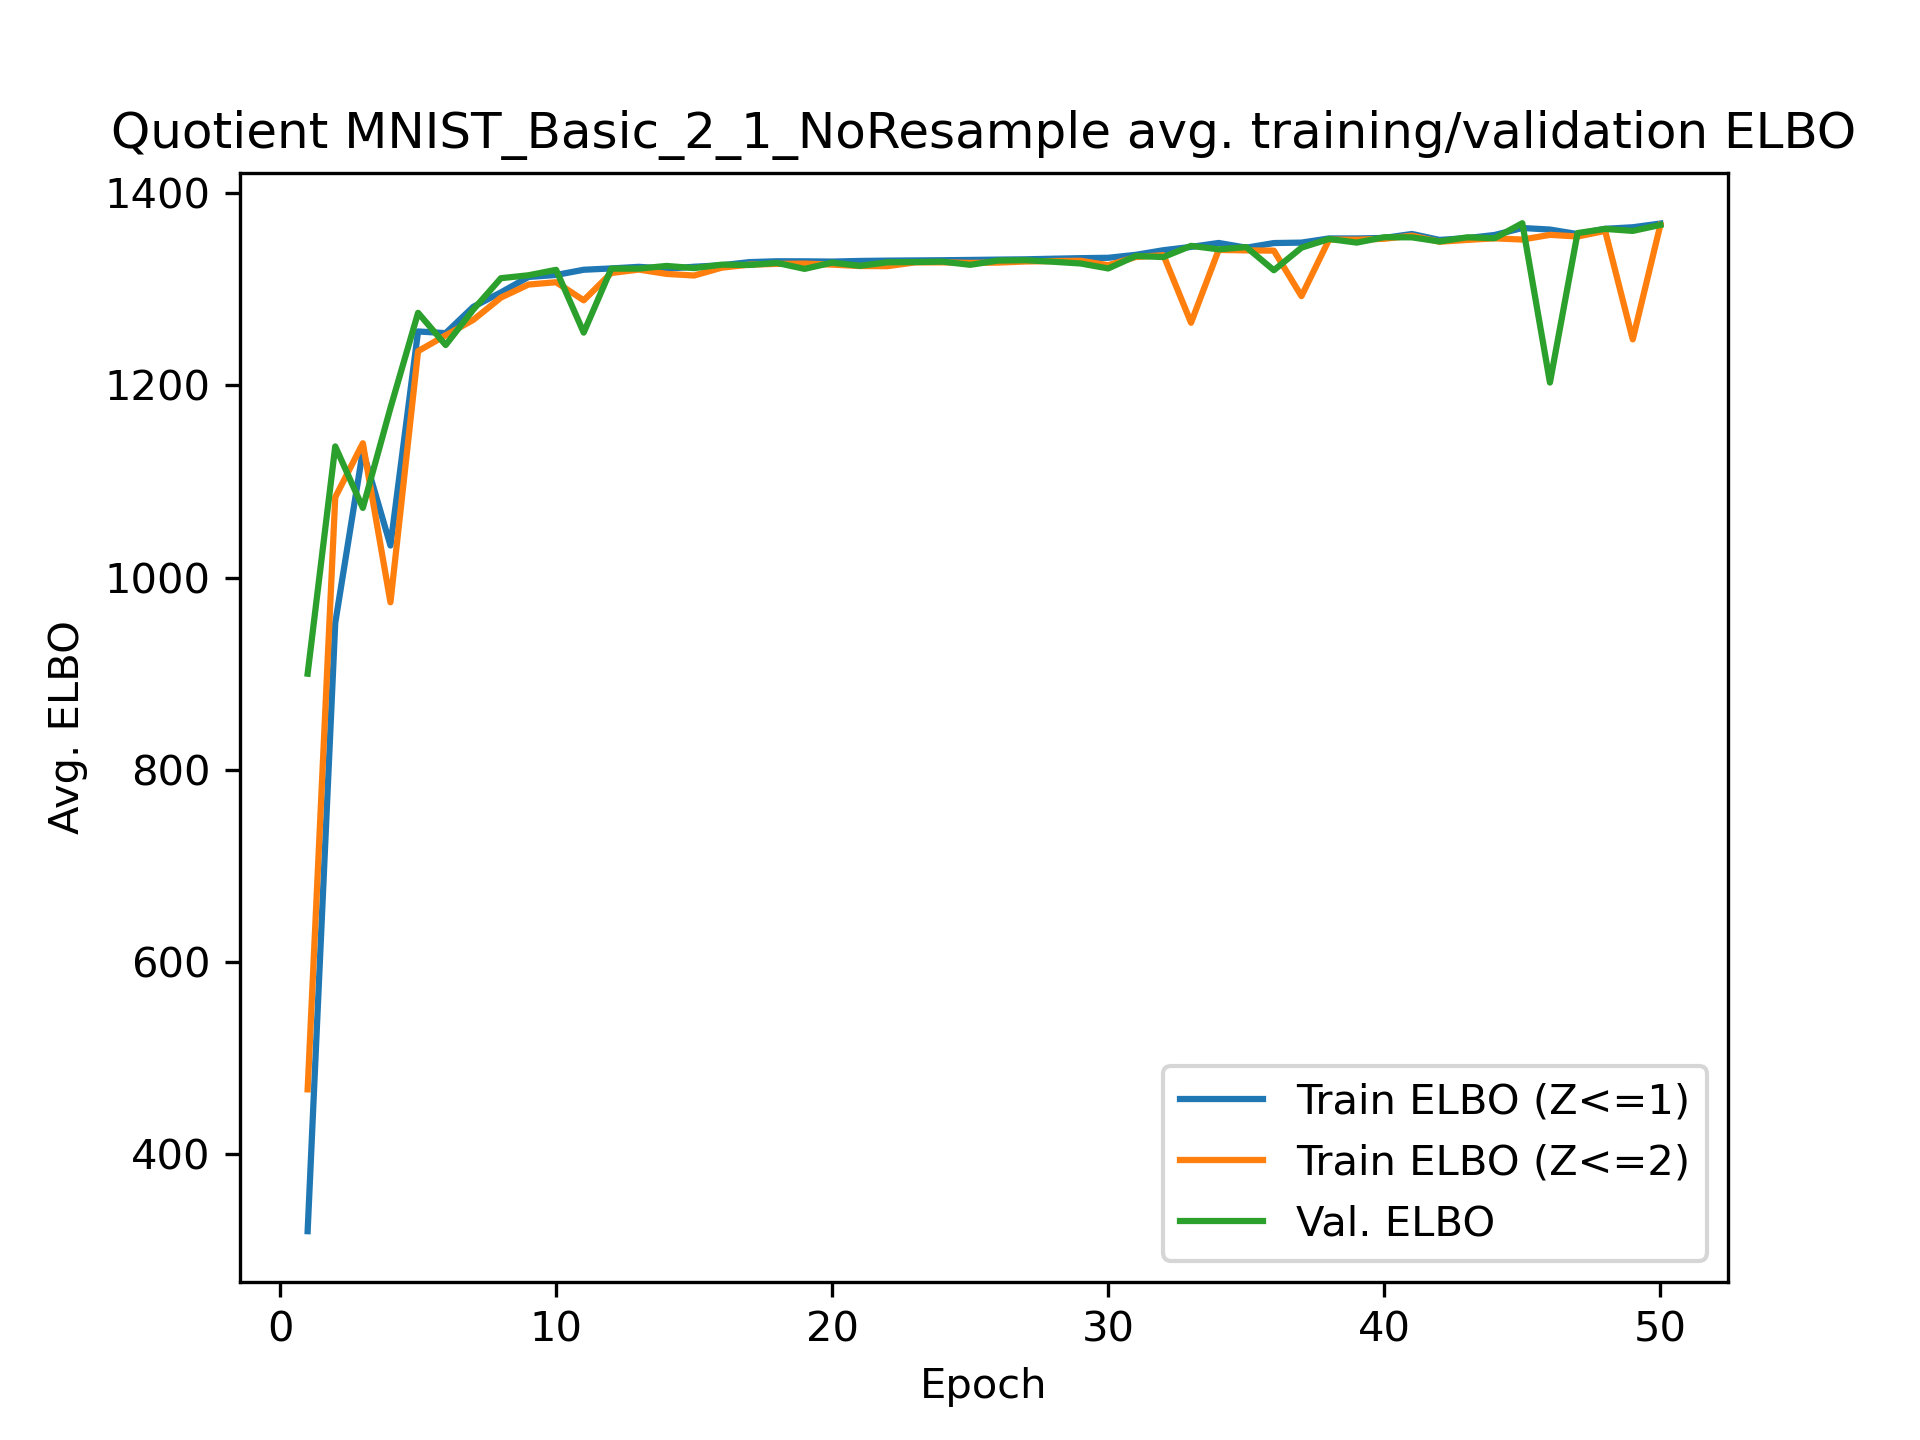 Quotient MNIST_Basic_2_1_NoResample avg. training/validation ELBO
1400
1200
1000
800
600
400
Avg. ELBO
Train ELBO (Z<=1)
Train ELBO (Z<=2)
Val. ELBO
0 10 20 30 40 50
Epoch